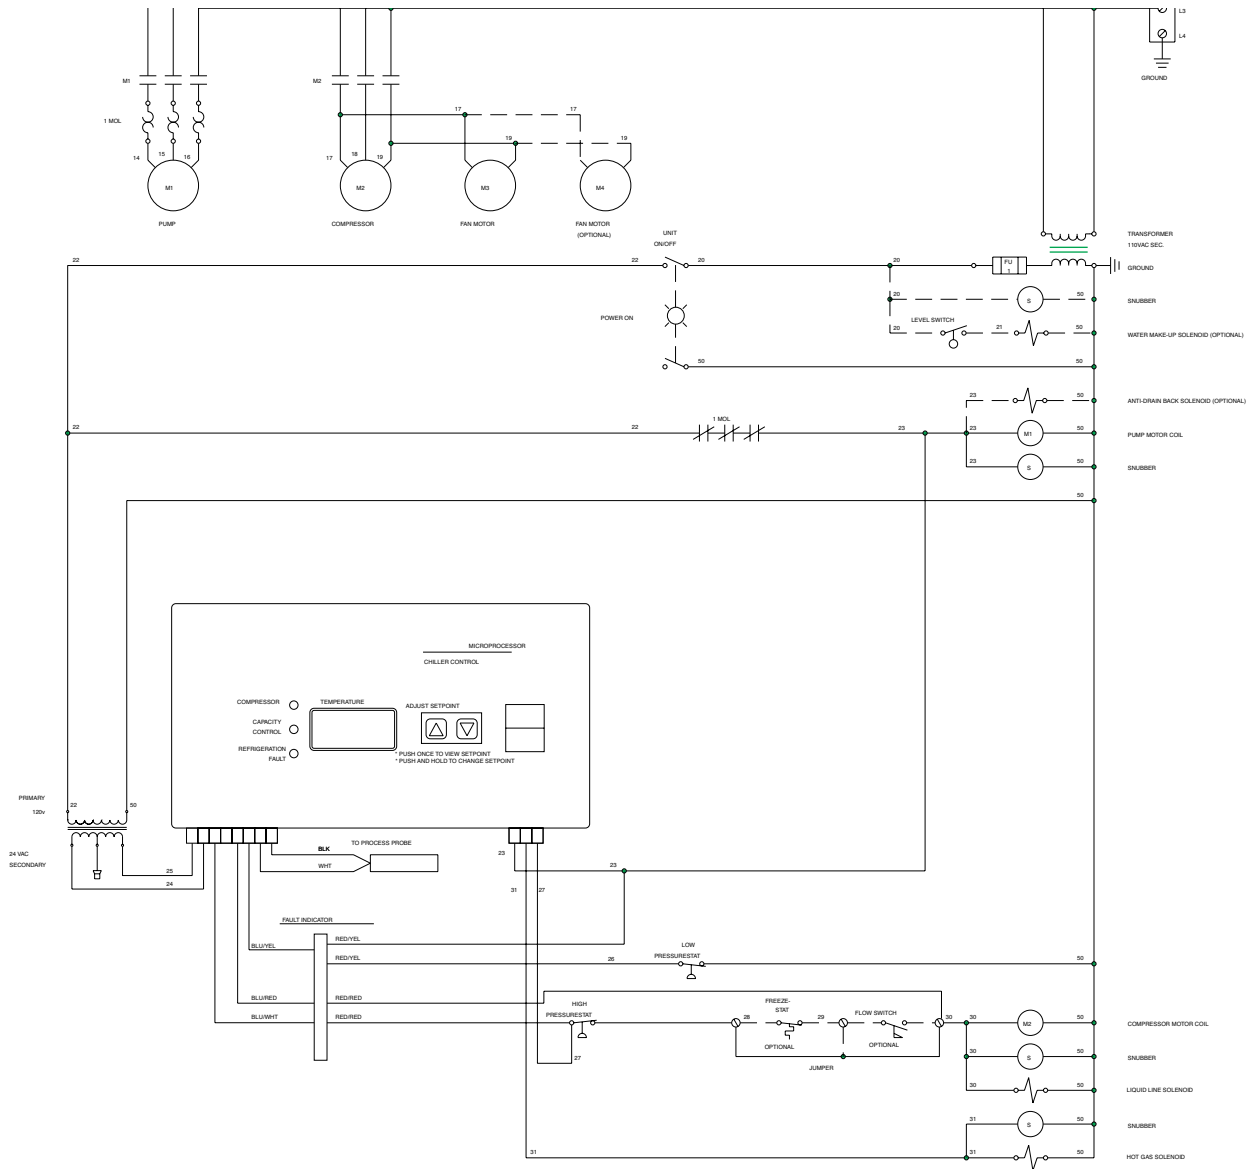 L3
L4
GROUND
M1
M2
1 MOL
17
17
19
19
14
15
16
17
18
19
M1
M2
M3
M4
PUMP
COMPRESSOR
FAN MOTOR
FAN MOTOR
(OPTIONAL)
UNIT
ON/OFF
TRANSFORMER
110VAC SEC.
22
22
20
20
FU
1
GROUND
POWER ON
20
S
50
SNUBBER
LEVEL SWITCH
20
21
50
WATER MAKE-UP SOLENOID (OPTIONAL)
50
50
23
50
ANTI-DRAIN BACK SOLENOID (OPTIONAL)
1 MOL
22
22
23
23
M1
50
PUMP MOTOR COIL
23
S
50
SNUBBER
50
MICROPROCESSOR
CHILLER CONTROL
COMPRESSOR
TEMPERATURE
ADJUST SETPOINT
CAPACITY
CONTROL
REFRIGERATION
FAULT
* PUSH ONCE TO VIEW SETPOINT
* PUSH AND HOLD TO CHANGE SETPOINT
PRIMARY
120v
22
50
24 VAC
SECONDARY
25
24
BLK
WHT
TO PROCESS PROBE
23
23
31
27
FAULT INDICATOR
BLU/YEL
RED/YEL
RED/YEL
26
LOW
PRESSURESTAT
50
BLU/RED
RED/RED
BLU/WHT
RED/RED
HIGH
PRESSURESTAT
27
28
FREEZE-
STAT
OPTIONAL
29
FLOW SWITCH
OPTIONAL
30
30
M2
50
COMPRESSOR MOTOR COIL
JUMPER
30
S
50
SNUBBER
30
50
LIQUID LINE SOLENOID
31
S
50
SNUBBER
31
31
50
HOT GAS SOLENOID